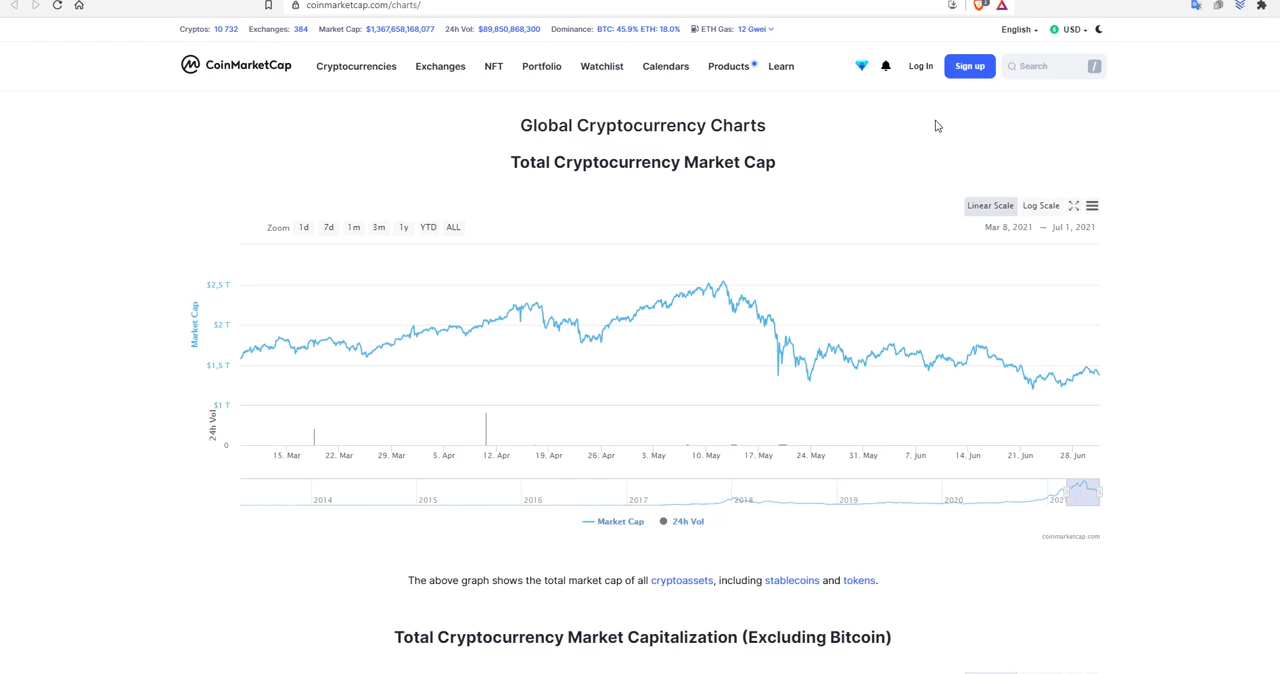 coinmarketcap.com/charts/
Cryptos: 10 732 Exchanges: 384 Market Cap: $1,367,658,168,077 24h Vol: $89,850,868,300 Dominance: BTC: 45.9% ETH: 18.0% ETH Gas: 12 Gwei English USD
CoinMarketCap Cryptocurrencies Exchanges NFT Portfolio Watchlist Calendars Products Learn Log In Sign up Search /
Global Cryptocurrency Charts
Total Cryptocurrency Market Cap
Linear Scale Log Scale
Zoom 1d 7d 1m 3m 1y YTD ALL Mar 8, 2021 — Jul 1, 2021
Market Cap
$2,5 T
$2 T
$1,5 T
$1 T
24h Vol
0
15. Mar 22. Mar 29. Mar 5. Apr 12. Apr 19. Apr 26. Apr 3. May 10. May 17. May 24. May 31. May 7. Jun 14. Jun 21. Jun 28. Jun
2014 2015 2016 2017 2018 2019 2020 2021
Market Cap 24h Vol
coinmarketcap.com
The above graph shows the total market cap of all cryptoassets, including stablecoins and tokens.
Total Cryptocurrency Market Capitalization (Excluding Bitcoin)